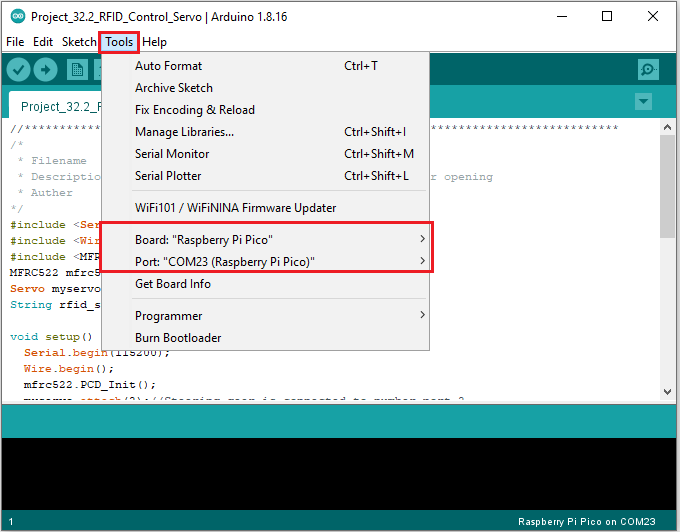 Project_32.2_RFID_Control_Servo | Arduino 1.8.16
File Edit Sketch Tools Help
Auto Format Ctrl+T
Archive Sketch
Fix Encoding & Reload
Manage Libraries... Ctrl+Shift+I
Serial Monitor Ctrl+Shift+M
Serial Plotter Ctrl+Shift+L
WiFi101 / WiFiNINA Firmware Updater
Board: "Raspberry Pi Pico"
Port: "COM23 (Raspberry Pi Pico)"
Get Board Info
Programmer
Burn Bootloader
Project_32.2_R
//*********** ***************************
/*
* Filename
* Description opening
* Auther
*/
#include <Ser
#include <Wire
#include <MFR
MFRC522 mfrc5
Servo myservo
String rfid_s
void setup()
Serial.begin(115200);
Wire.begin();
mfrc522.PCD_Init();
1
Raspberry Pi Pico on COM23